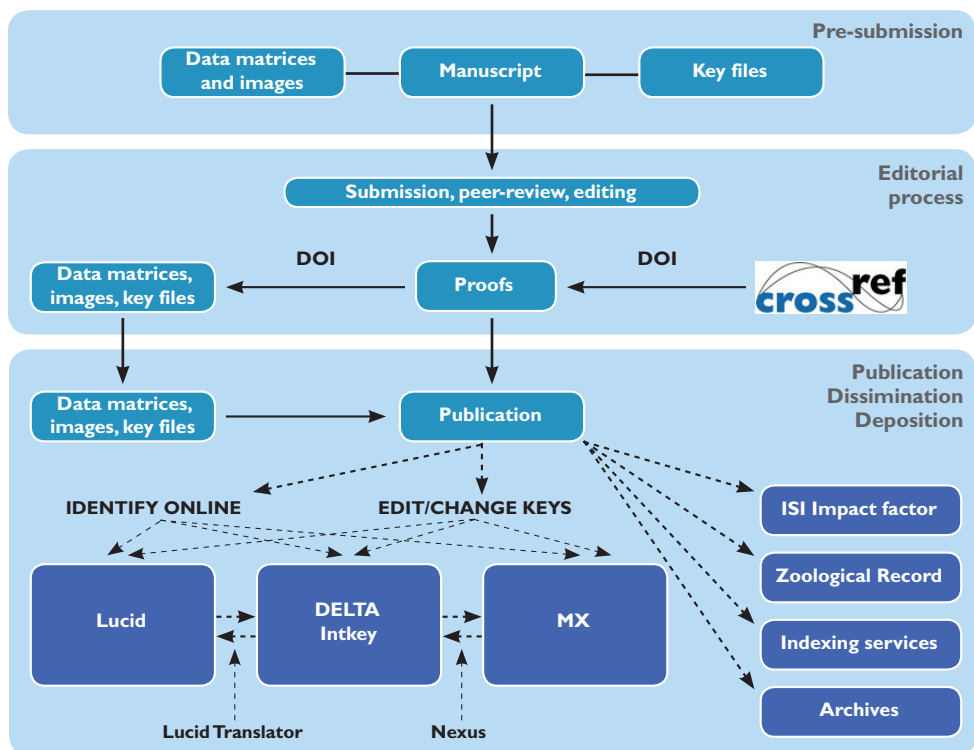 Pre-submission
Data matrices
and images
Manuscript
Key files
Editorial
process
Submission, peer-review, editing
DOI
DOI
Data matrices,
images, key files
Proofs
cross
ref
Publication
Dissimination
Deposition
Data matrices,
images, key files
Publication
IDENTIFY ONLINE
EDIT/CHANGE KEYS
ISI Impact factor
Zoological Record
Indexing services
Archives
Lucid
DELTA
Intkey
MX
Lucid Translator
Nexus